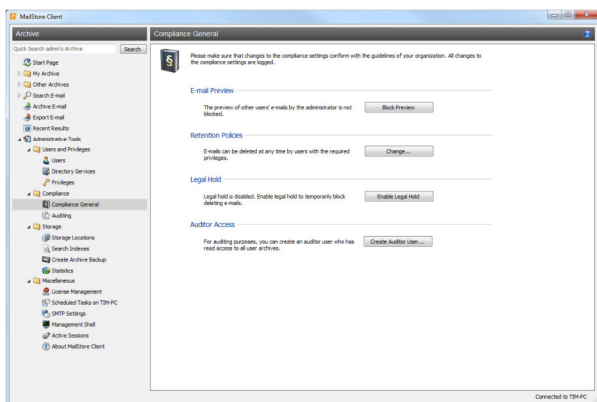 MailStore Client
Archive
Compliance General
Quick Search admin's Archive
Search
Start Page
My Archive
Other Archives
Search E-mail
Archive E-mail
Export E-mail
Recent Results
Administrative Tools
Users and Privileges
Users
Directory Services
Privileges
Compliance
Compliance General
Auditing
Storage
Storage Locations
Search Indexes
Create Archive Backup
Statistics
Miscellaneous
License Management
Scheduled Tasks on TIM-PC
SMTP Settings
Management Shell
Active Sessions
About MailStore Client
§
Please make sure that changes to the compliance settings conform with the guidelines of your organization. All changes to
the compliance settings are logged.
E-mail Preview
The preview of other users' e-mails by the administrator is not
blocked.
Block Preview
Retention Policies
E-mails can be deleted at any time by users with the required
privileges.
Change...
Legal Hold
Legal hold is disabled. Enable legal hold to temporarily block
deleting e-mails.
Enable Legal Hold
Auditor Access
For auditing purposes, you can create an auditor user who has
read access to all user archives.
Create Auditor User...
Connected to TIM-PC